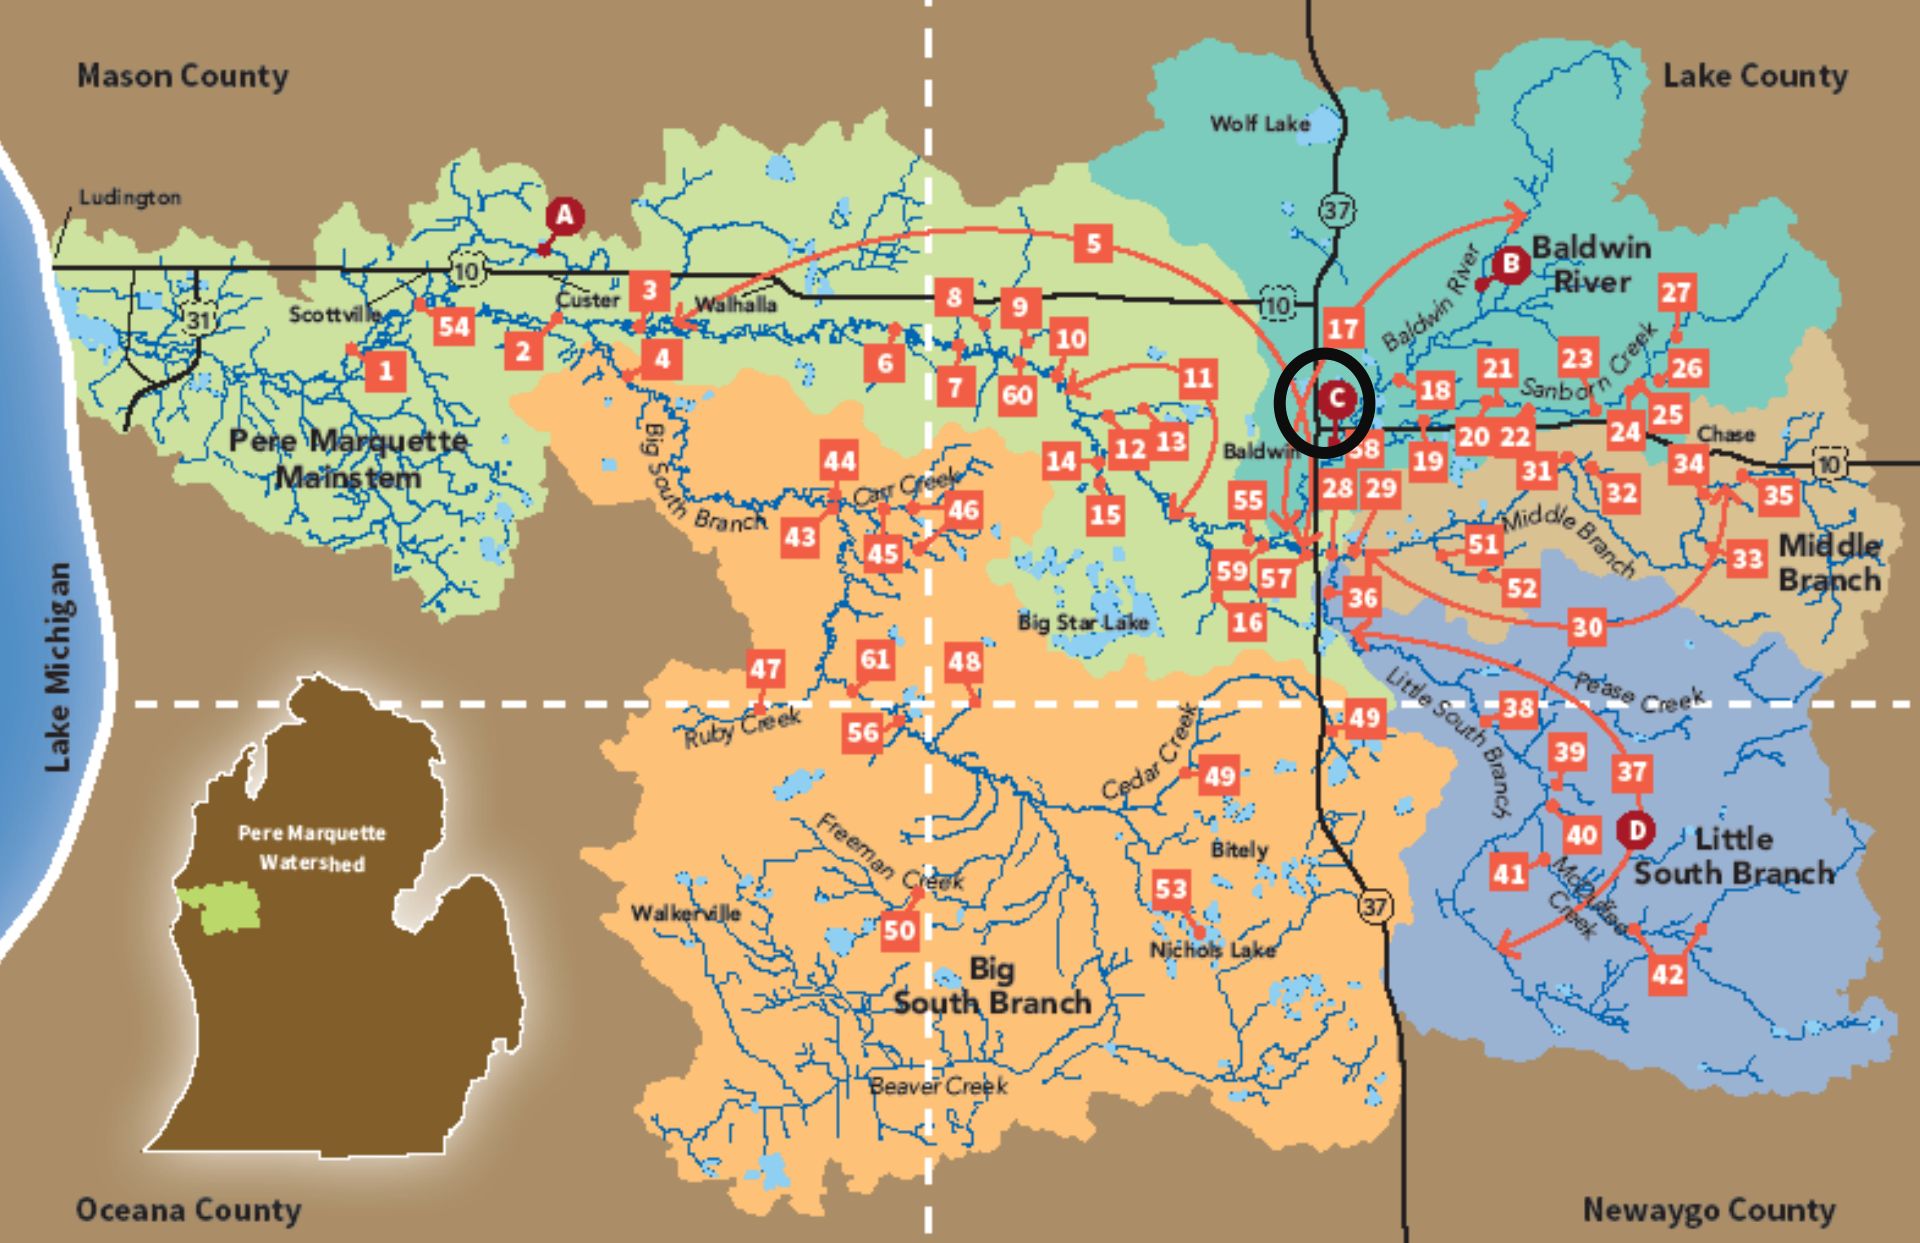 Mason County
Lake County
Wolf Lake
Ludington
A
37
5
B
Baldwin
River
Baldwin River
10
Custer
3
Walhalla
8
9
10
27
31
Scottville
54
2
4
6
7
60
10
17
11
1
C
18
21
23
Sanborn Creek
26
25
Pere Marquette
Mainstem
Big South Branch
44
Carr Creek
46
43
45
12
13
14
15
Baldwin
58
19
20
22
24
Chase
10
28
29
31
32
34
35
55
59
57
16
36
Middle Branch
51
52
33
Middle
Branch
30
Big Star Lake
Lake Michigan
47
61
48
Ruby Creek
56
Cedar Creek
49
49
Little South Branch
Pease Creek
38
39
37
40
D
41
Little
South Branch
McDuffee
Creek
42
Pere Marquette
Watershed
Freeman Creek
Bitely
53
37
Walkerville
50
Nichols Lake
Big
South Branch
Beaver Creek
Oceana County
Newaygo County